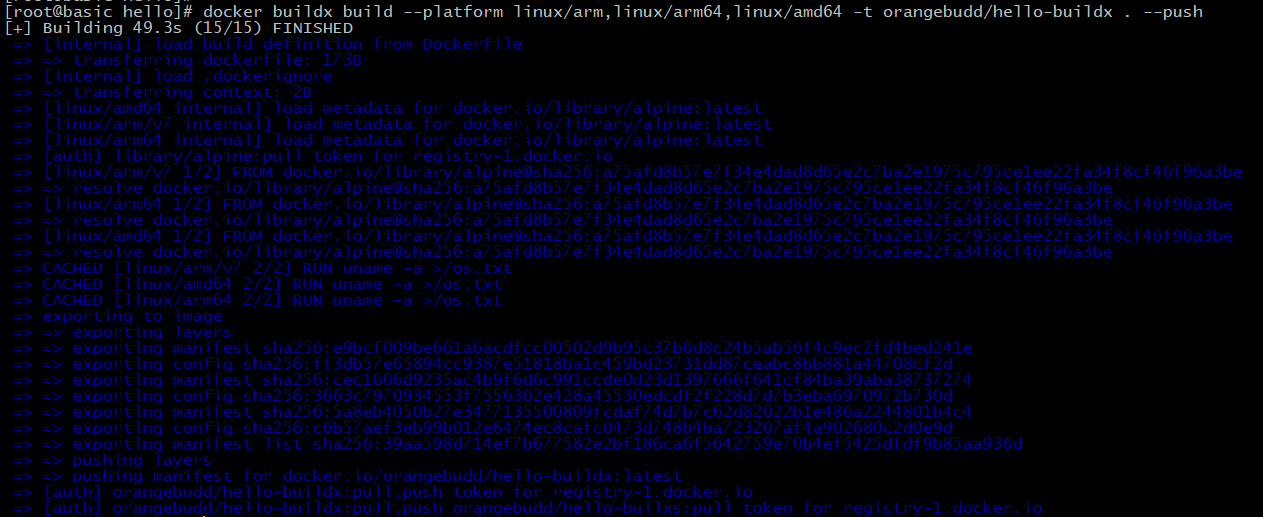 [root@basic hello]# docker buildx build --platform linux/arm,linux/arm64,linux/amd64 -t orangebudd/hello-buildx . --push
[+] Building 49.3s (15/15) FINISHED
=> [internal] load build definition from Dockerfile
=> => transferring dockerfile: 173B
=> [internal] load .dockerignore
=> => transferring context: 2B
=> [linux/amd64 internal] load metadata for docker.io/library/alpine:latest
=> [linux/arm/v7 internal] load metadata for docker.io/library/alpine:latest
=> [linux/arm64 internal] load metadata for docker.io/library/alpine:latest
=> [auth] library/alpine:pull token for registry-1.docker.io
=> [linux/arm/v7 1/2] FROM docker.io/library/alpine@sha256:a75afd8b57e7f34e4dad8d65e2c7ba2e1975c795ce1ee22fa34f8cf46f96a3be
=> => resolve docker.io/library/alpine@sha256:a75afd8b57e7f34e4dad8d65e2c7ba2e1975c795ce1ee22fa34f8cf46f96a3be
=> [linux/arm64 1/2] FROM docker.io/library/alpine@sha256:a75afd8b57e7f34e4dad8d65e2c7ba2e1975c795ce1ee22fa34f8cf46f96a3be
=> => resolve docker.io/library/alpine@sha256:a75afd8b57e7f34e4dad8d65e2c7ba2e1975c795ce1ee22fa34f8cf46f96a3be
=> [linux/amd64 1/2] FROM docker.io/library/alpine@sha256:a75afd8b57e7f34e4dad8d65e2c7ba2e1975c795ce1ee22fa34f8cf46f96a3be
=> => resolve docker.io/library/alpine@sha256:a75afd8b57e7f34e4dad8d65e2c7ba2e1975c795ce1ee22fa34f8cf46f96a3be
=> CACHED [linux/arm/v7 2/2] RUN uname -a >/os.txt
=> CACHED [linux/amd64 2/2] RUN uname -a >/os.txt
=> CACHED [linux/arm64 2/2] RUN uname -a >/os.txt
=> exporting to image
=> => exporting layers
=> => exporting manifest sha256:e9bcf009be661a6acdfcc00502d9b95c37b6d8c24b5ab56f4c9ec2fd4bed241e
=> => exporting config sha256:ff3db57e65894cc9387e51818ba1c459bd23731dd87ceabc8bb881a44708cf2d
=> => exporting manifest sha256:cec1606d9235ac4b9f6d6c991ccde0d23d1397666f641cf84ba39aba38737274
=> => exporting config sha256:3663c7970934553f7556302e428a45530edcdf2f228d7d7b3eba6970972b730d
=> => exporting manifest sha256:5a8eb4050b27e3477135500809fcdaf74d7b7c62d82022b1e486a2244801b4c4
=> => exporting config sha256:c6b57aef3eb99b012e6474ec8cafc0473d748b4ba723207af4a902680c2d0e9d
=> => exporting manifest list sha256:39aa598d714ef7b677582e2bf186ca6f5642759e70b4ef5425dfdf9b85aa936d
=> => pushing layers
=> => pushing manifest for docker.io/orangebudd/hello-buildx:latest
=> [auth] orangebudd/hello-buildx:pull,push token for registry-1.docker.io
=> [auth] orangebudd/hello-buildx:pull,push orangebudd/hello-builxs:pull token for registry-1.docker.io